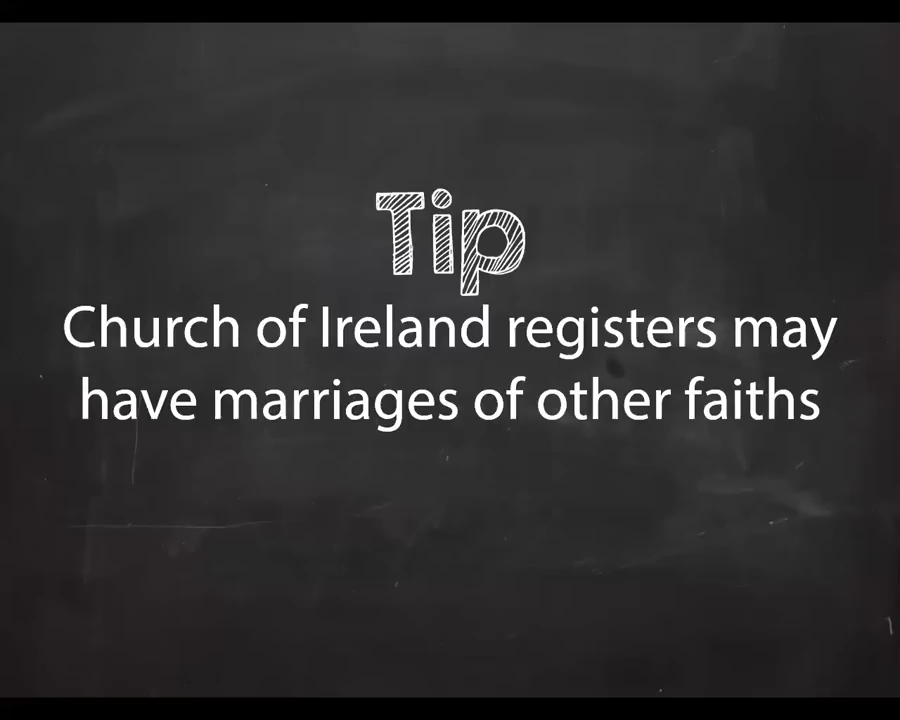 Tip
Church of Ireland registers may
have marriages of other faiths